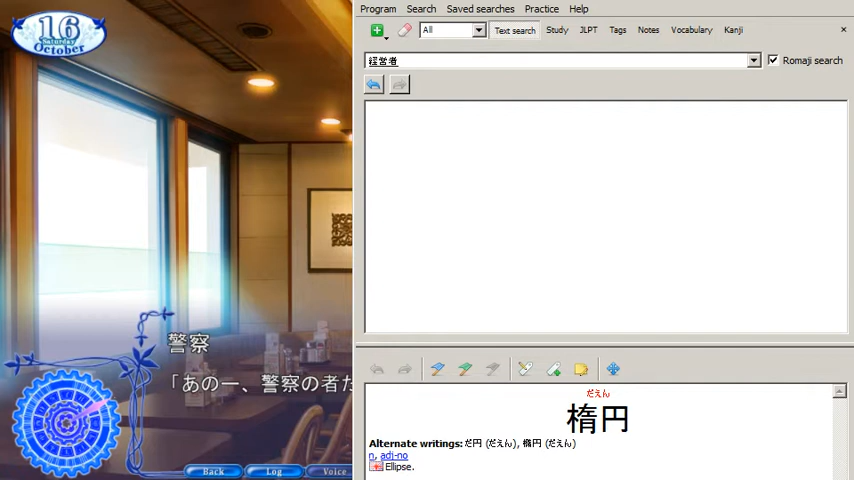 16
Saturday
October
警察
「あのー、警察の者だ
Back
Log
Voice
Program Search Saved searches Practice Help
All Text search Study JLPT Tags Notes Vocabulary Kanji
経営者 Romaji search
だえん
楕円
Alternate writings: だ円 (だえん), 橢円 (だえん)
n, adj-no
Ellipse.